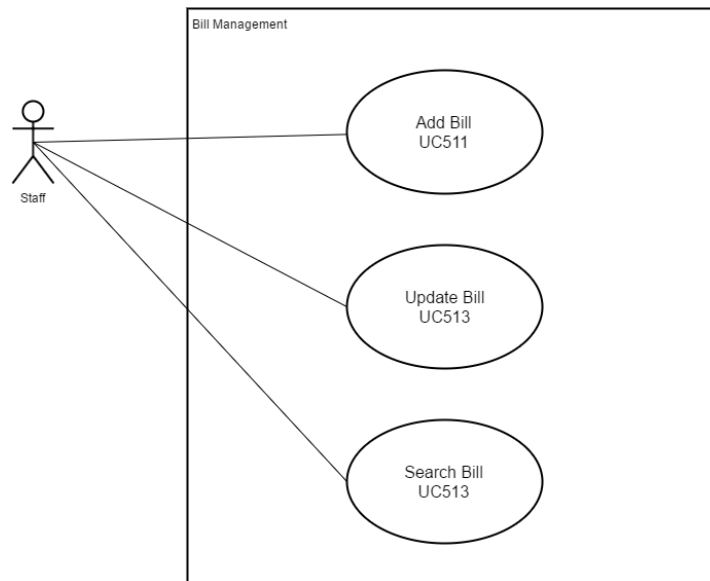 Bill Management
Add Bill
UC511
Staff
Update Bill
UC513
Search Bill
UC513